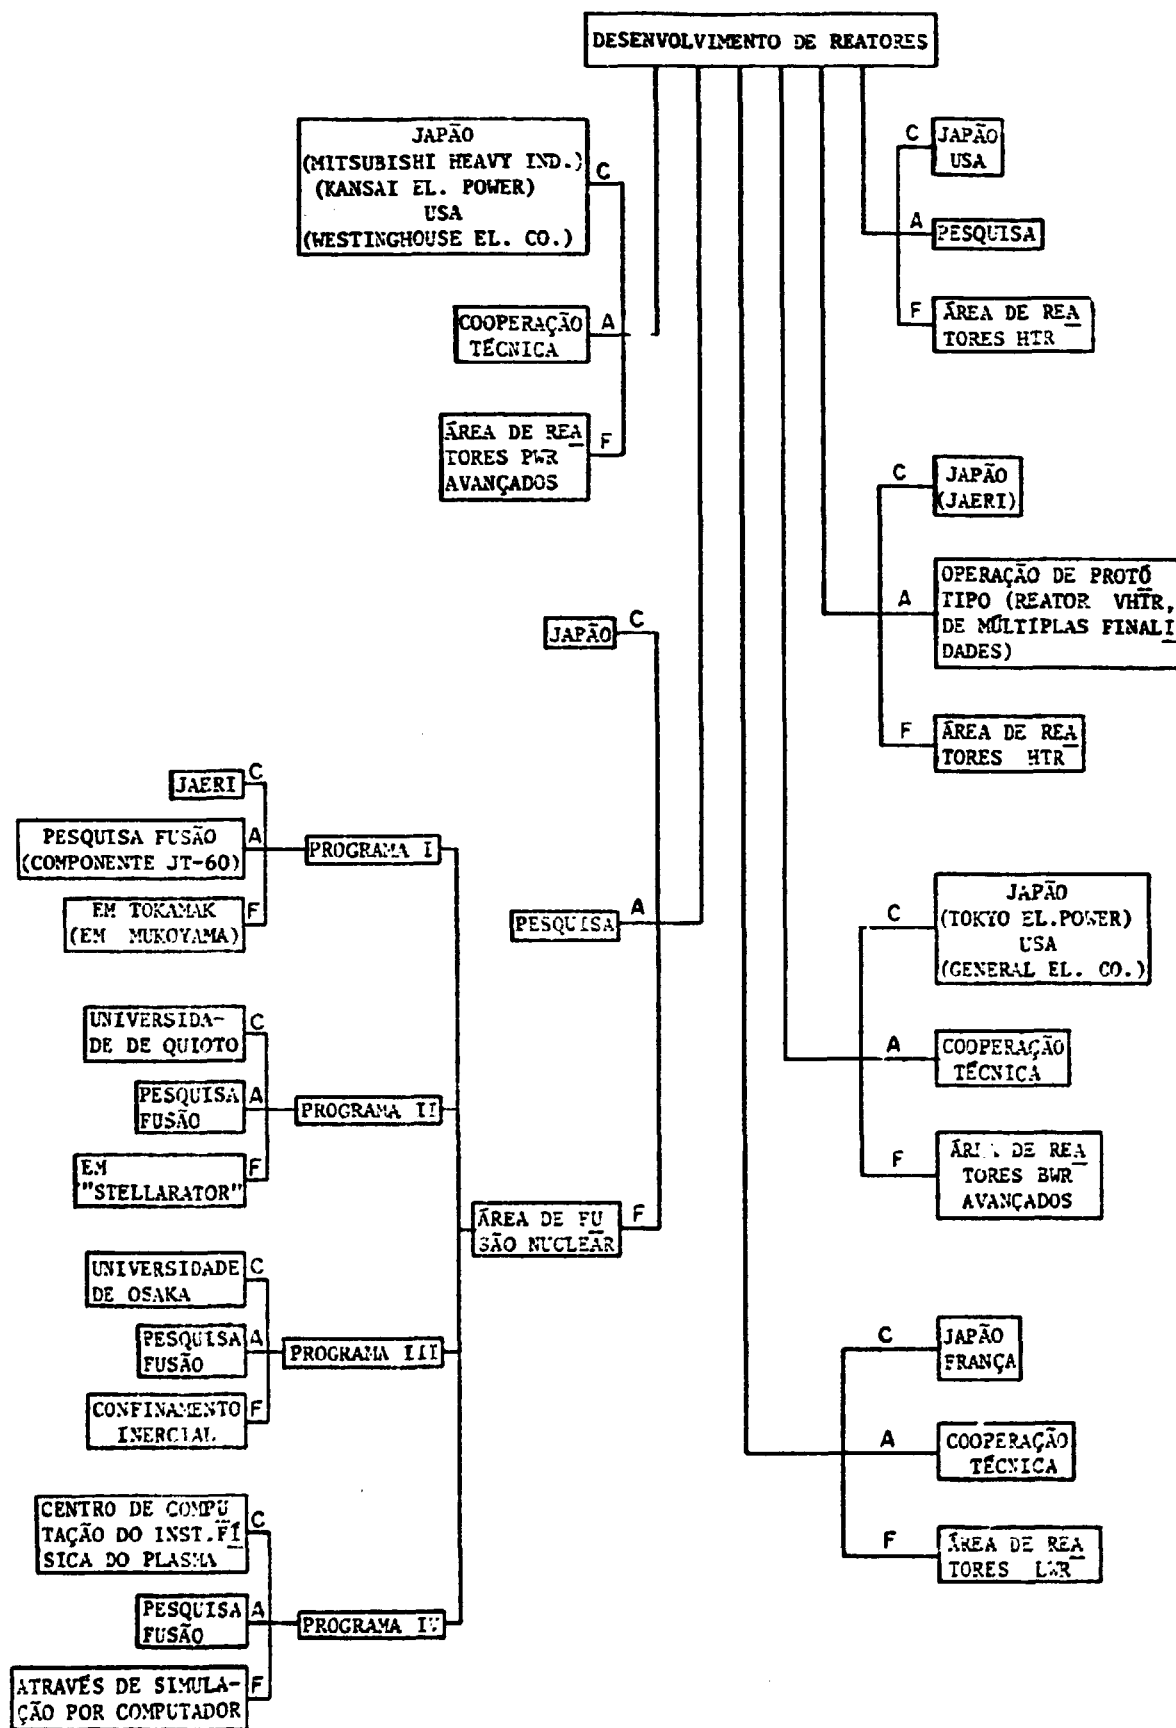 DESENVOLVIMENTO DE REATORES
JAPÃO
(MITSUBISHI HEAVY IND.)
(KANSAI EL. POWER)
USA
(WESTINGHOUSE EL. CO.)
C
COOPERAÇÃO
TÉCNICA
A
ÁREA DE REA
TORES PWR
AVANÇADOS
F
C
JAPÃO
USA
A
PESQUISA
F
ÁREA DE REA
TORES HTR
C
JAPÃO
(JAERI)
A
OPERAÇÃO DE PROTÓ
TIPO (REATOR VHTR,
DE MÚLTIPLAS FINALI
DADES)
F
ÁREA DE REA
TORES HTR
JAPÃO
C
PESQUISA
A
ÁREA DE FU
SÃO NUCLEAR
F
JAERI
C
PESQUISA FUSÃO
(COMPONENTE JT-60)
A
PROGRAMA I
EM TOKAMAK
(EM MUKOYAMA)
F
UNIVERSIDA-
DE DE QUIOTO
C
PESQUISA
FUSÃO
A
PROGRAMA II
EM
"STELLARATOR"
F
UNIVERSIDADE
DE OSAKA
C
PESQUISA
FUSÃO
A
PROGRAMA III
CONFINAMENTO
INERCIAL
F
CENTRO DE COMPU
TAÇÃO DO INST.FÍ
SICA DO PLASMA
C
PESQUISA
FUSÃO
A
PROGRAMA IV
ATRAVÉS DE SIMULA-
ÇÃO POR COMPUTADOR
F
C
JAPÃO
(TOKYO EL.POWER)
USA
(GENERAL EL. CO.)
A
COOPERAÇÃO
TÉCNICA
F
DE REA
TORES BWR
AVANÇADOS
C
JAPÃO
FRANÇA
A
COOPERAÇÃO
TÉCNICA
F
ÁREA DE REA
TORES LWR